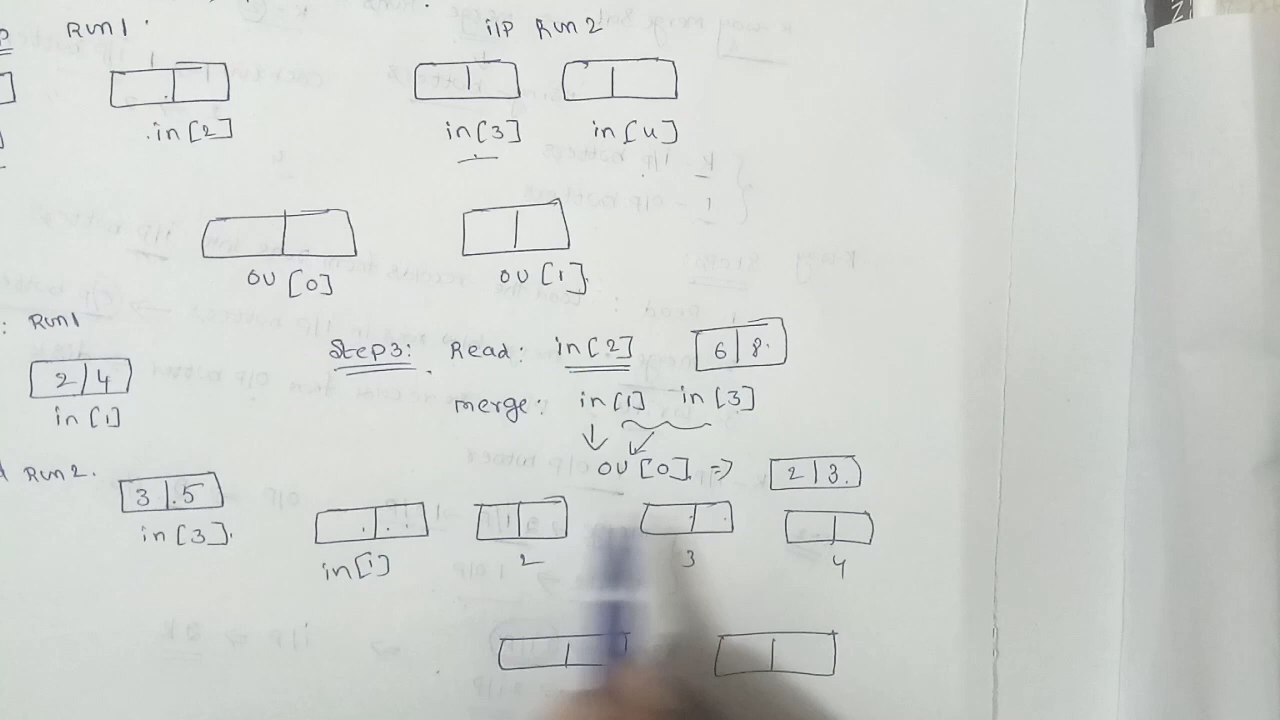 Run1 i/p Run 2
in[2] in[3] in[4]
ou[0] ou[1]
: Run1
Step3: Read: in[2] 6 8
2 4
in[1]
merge: in[1] in[3]
ou[0] ⇒ 2 3
Run2.
3 5
in[3]
in[1] 2 3 4